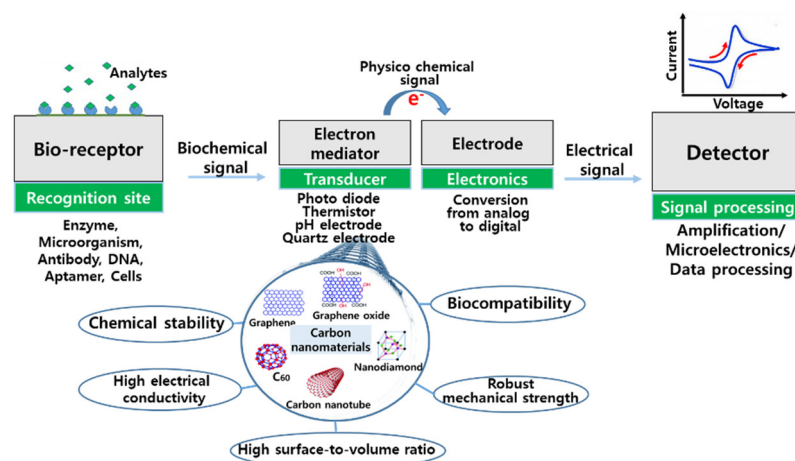 Analytes
Bio-receptor
Recognition site
Enzyme,
Microorganism,
Antibody, DNA,
Aptamer, Cells
Biochemical
signal
Physico chemical
signal
e-
Electron
mediator
Transducer
Photo diode
Thermistor
pH electrode
Quartz electrode
Electrode
Electronics
Conversion
from analog
to digital
Electrical
signal
Current
Voltage
Detector
Signal processing
Amplification/
Microelectronics/
Data processing
Chemical stability
High electrical
conductivity
High surface-to-volume ratio
Robust
mechanical strength
Biocompatibility
COOH OH COOH
OH
COOH OH COOH
Graphene
Graphene oxide
Carbon
nanomaterials
C60
Nanodiamond
Carbon nanotube